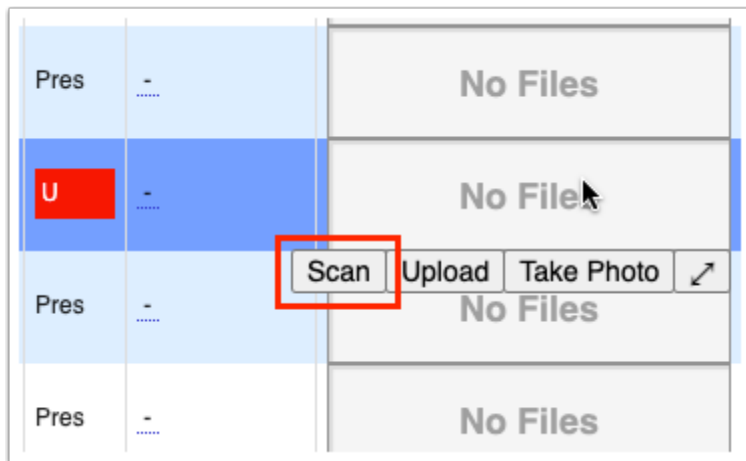 Pres - No Files
U - No Files
Scan Upload Take Photo ⤢
Pres - No Files
Pres - No Files